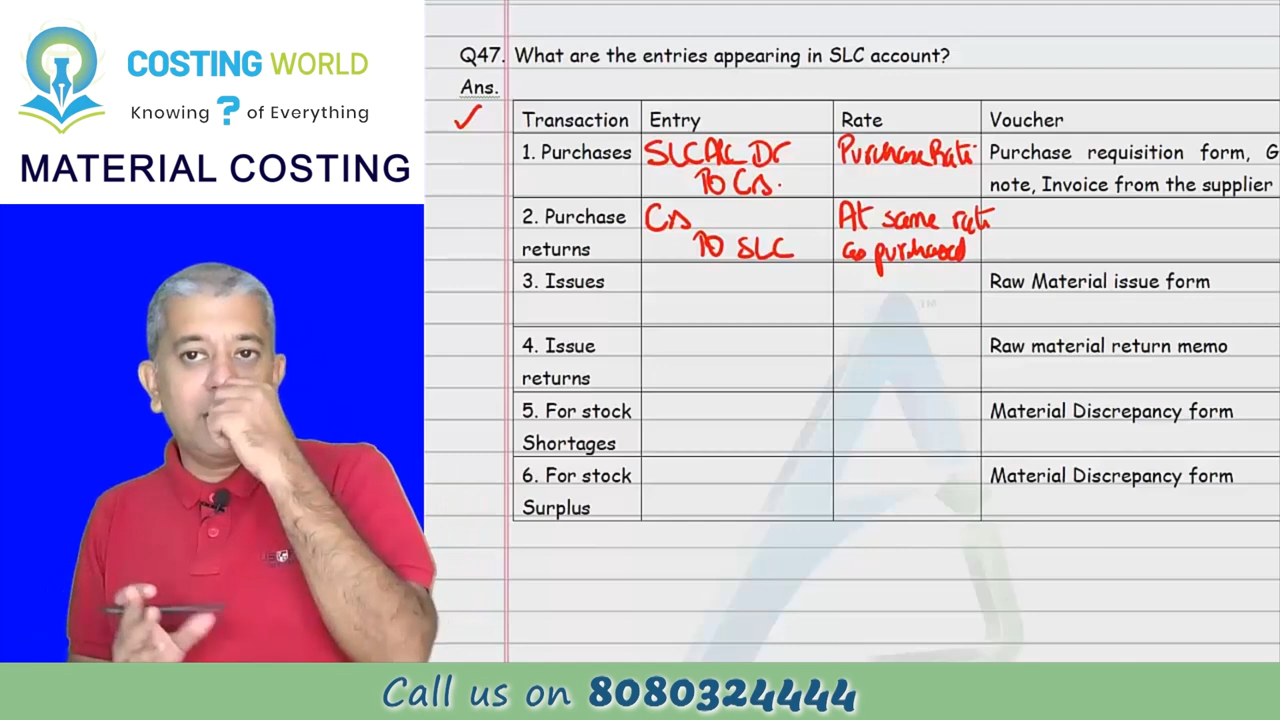 COSTING WORLD
Knowing ? of Everything
MATERIAL COSTING
Q47. What are the entries appearing in SLC account?
Ans.
Transaction Entry Rate Voucher
1. Purchases SLC A/C Dr Purchase Rate Purchase requisition form, G
To Crs. note, Invoice from the supplier
2. Purchase Crs At same rate
returns To SLC as purchased
3. Issues Raw Material issue form
4. Issue Raw material return memo
returns
5. For stock Material Discrepancy form
Shortages
6. For stock Material Discrepancy form
Surplus
TM
Call us on 8080324444